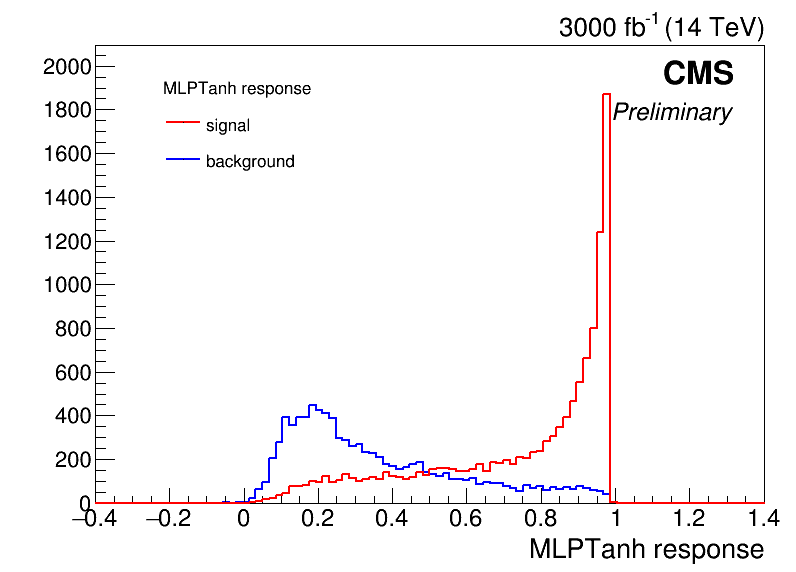 3000 fb-1 (14 TeV)
CMS
Preliminary
MLPTanh response
signal
background
2000
1800
1600
1400
1200
1000
800
600
400
200
0
−0.4 −0.2 0 0.2 0.4 0.6 0.8 1 1.2 1.4
MLPTanh response